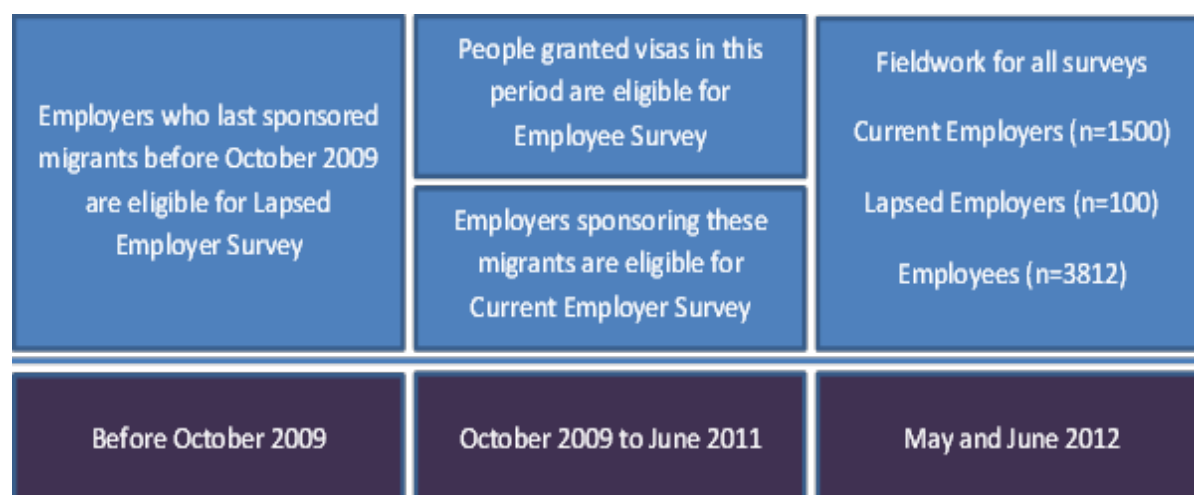 Employers who last sponsored
migrants before October 2009
are eligible for Lapsed
Employer Survey
People granted visas in this
period are eligible for
Employee Survey
Employers sponsoring these
migrants are eligible for
Current Employer Survey
Fieldwork for all surveys
Current Employers (n=1500)
Lapsed Employers (n=100)
Employees (n=3812)
Before October 2009
October 2009 to June 2011
May and June 2012